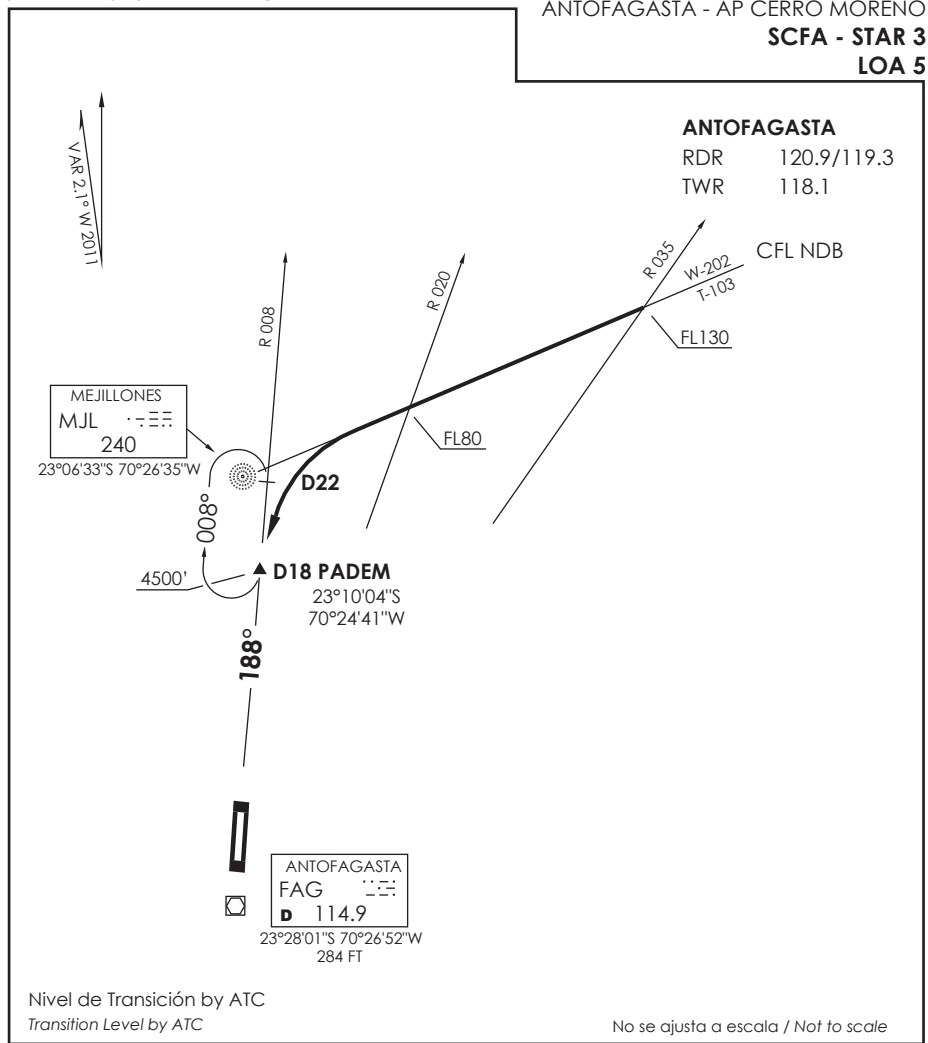 ANTOFAGASTA - AP CERRO MORENO
SCFA - STAR 3
LOA 5
ANTOFAGASTA
RDR 120.9/119.3
TWR 118.1
VAR 2.1° W 2011
R 008
R 020
R 035
W-202
T-103
CFL NDB
FL130
FL80
MEJILLONES
MJL
240
23°06'33"S 70°26'35"W
D22
008°
4500'
D18 PADEM
23°10'04"S
70°24'41"W
188°
ANTOFAGASTA
FAG
D 114.9
23°28'01"S 70°26'52"W
284 FT
Nivel de Transición by ATC
Transition Level by ATC
No se ajusta a escala / Not to scale